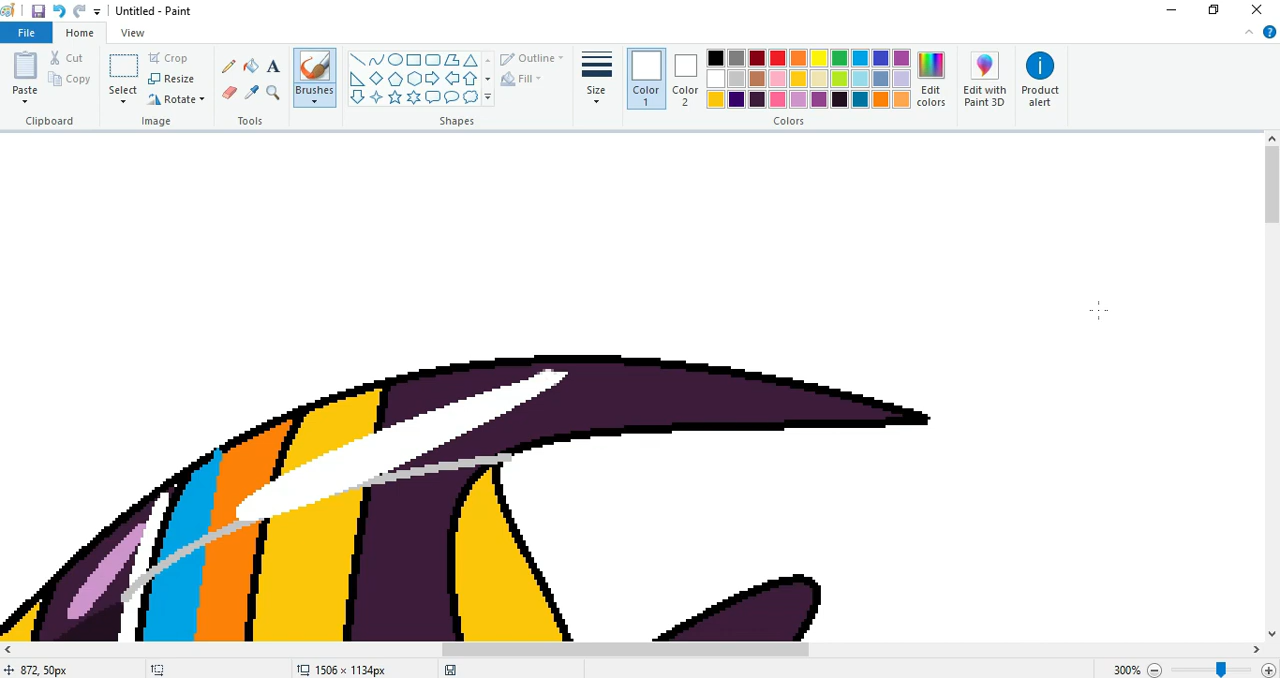 Untitled - Paint
File Home View
Paste
Cut
Copy
Clipboard
Select
Crop
Resize
Rotate
Image
A
Tools
Brushes
Outline
Fill
Shapes
Size
Color
1
Color
2
Edit
colors
Colors
Edit with
Paint 3D
Product
alert
872, 50px
1506 × 1134px
300%